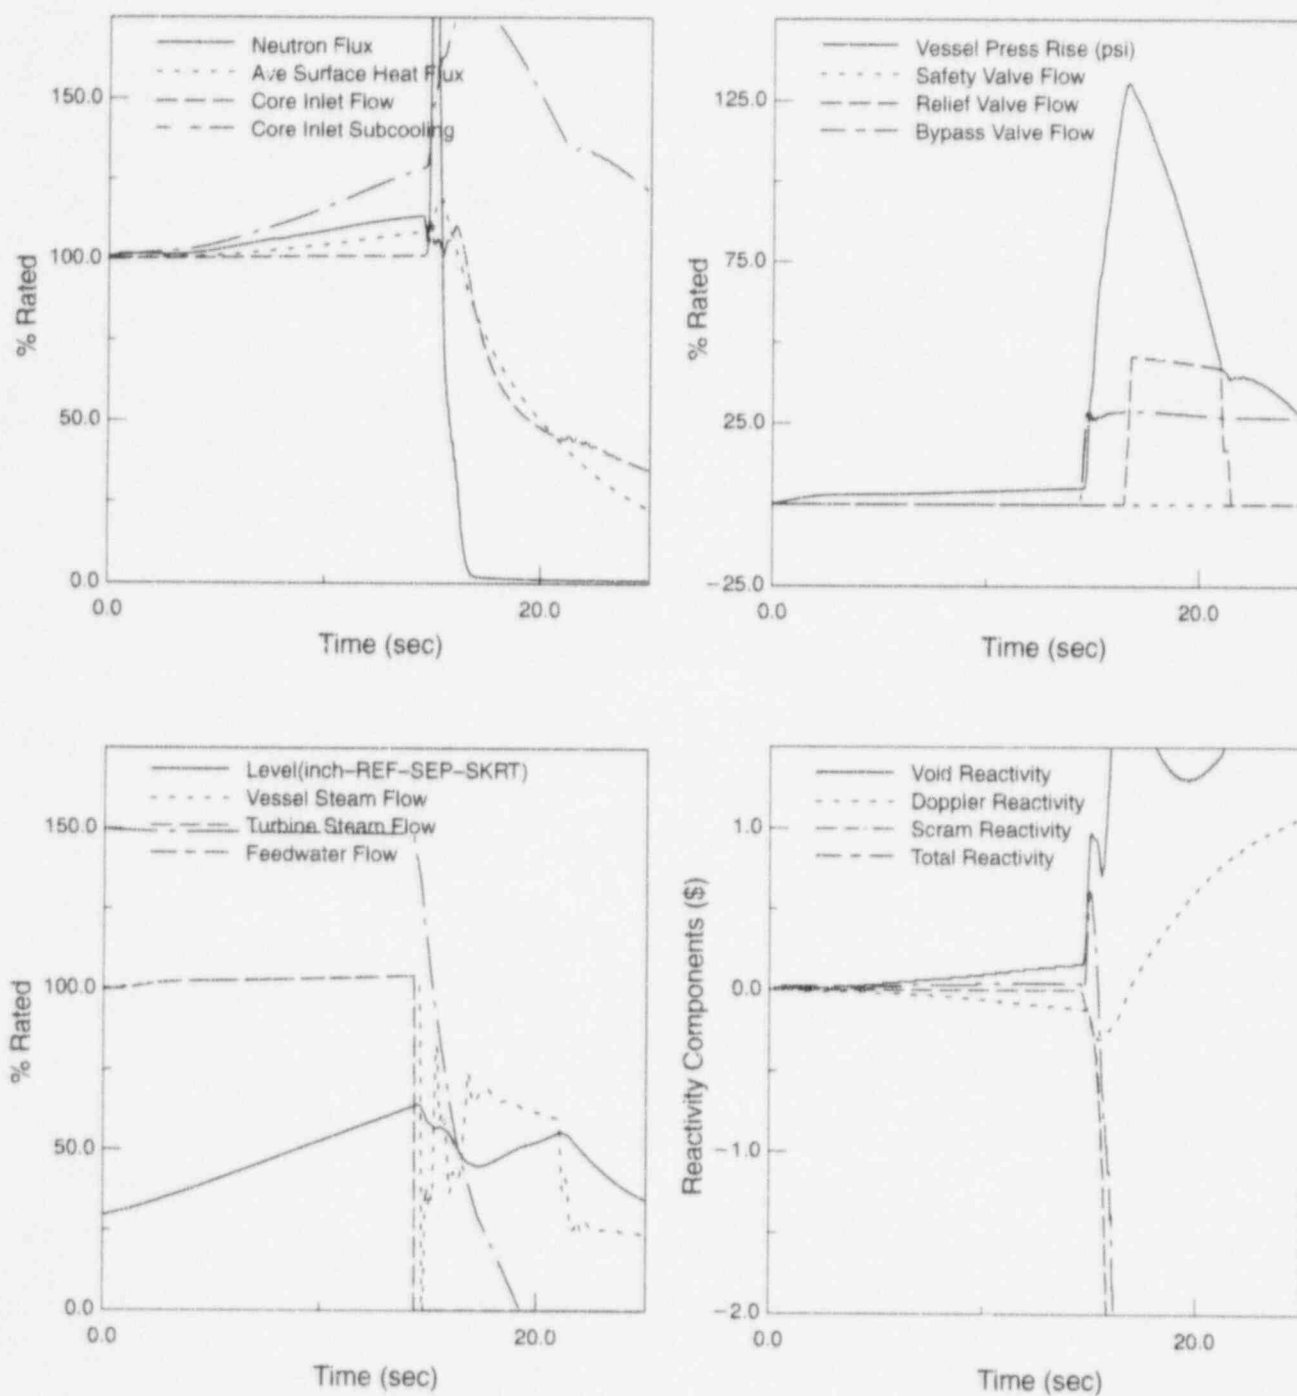 Neutron Flux
Ave Surface Heat Flux
Core Inlet Flow
Core Inlet Subcooling
150.0
100.0
50.0
0.0
% Rated
0.0
20.0
Time (sec)
Vessel Press Rise (psi)
Safety Valve Flow
Relief Valve Flow
Bypass Valve Flow
125.0
75.0
25.0
−25.0
% Rated
0.0
20.0
Time (sec)
Level(inch–REF–SEP–SKRT)
Vessel Steam Flow
Turbine Steam Flow
Feedwater Flow
150.0
100.0
50.0
0.0
% Rated
0.0
20.0
Time (sec)
Void Reactivity
Doppler Reactivity
Scram Reactivity
Total Reactivity
1.0
0.0
−1.0
−2.0
Reactivity Components ($)
0.0
20.0
Time (sec)